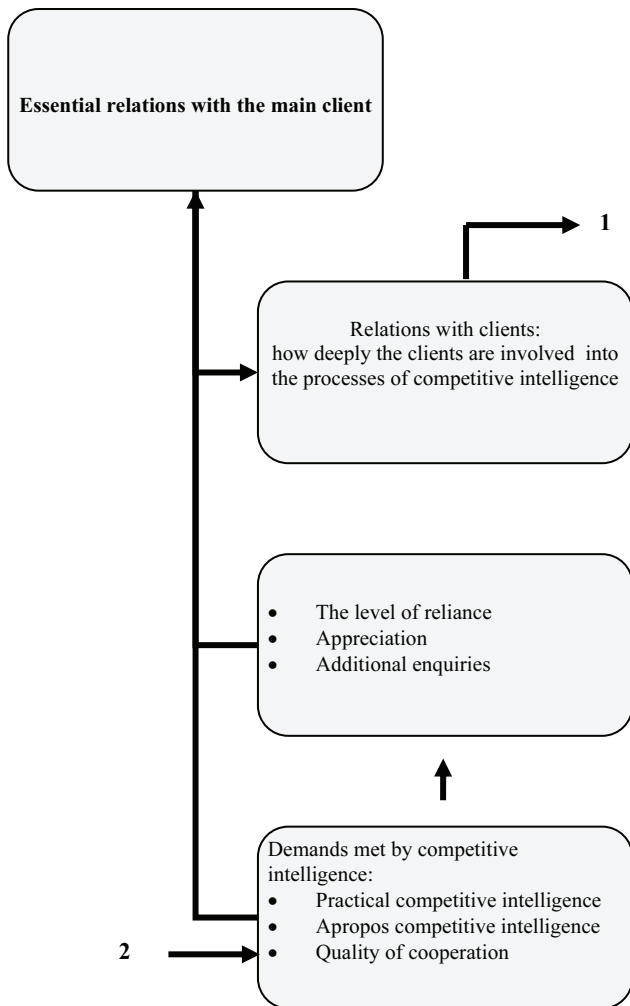 Essential relations with the main client
1
Relations with clients:
how deeply the clients are involved into
the processes of competitive intelligence
• The level of reliance
• Appreciation
• Additional enquiries
Demands met by competitive
intelligence:
• Practical competitive intelligence
• Apropos competitive intelligence
• Quality of cooperation
2